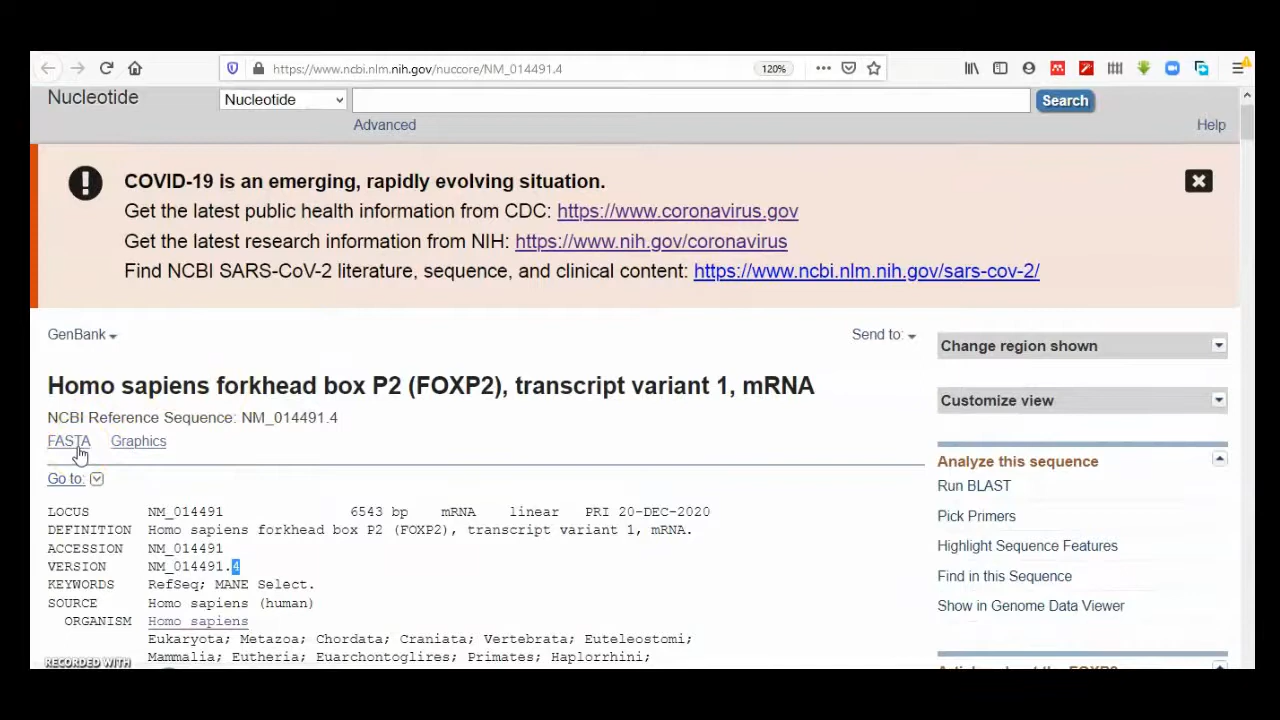 https://www.ncbi.nlm.nih.gov/nuccore/NM_014491.4
120%
Nucleotide
Nucleotide
Search
Advanced
Help
COVID-19 is an emerging, rapidly evolving situation.
Get the latest public health information from CDC: https://www.coronavirus.gov
Get the latest research information from NIH: https://www.nih.gov/coronavirus
Find NCBI SARS-CoV-2 literature, sequence, and clinical content: https://www.ncbi.nlm.nih.gov/sars-cov-2/
GenBank
Send to:
Change region shown
Homo sapiens forkhead box P2 (FOXP2), transcript variant 1, mRNA
NCBI Reference Sequence: NM_014491.4
FASTA Graphics
Customize view
Go to:
Analyze this sequence
Run BLAST
Pick Primers
Highlight Sequence Features
Find in this Sequence
Show in Genome Data Viewer
LOCUS NM_014491 6543 bp mRNA linear PRI 20-DEC-2020
DEFINITION Homo sapiens forkhead box P2 (FOXP2), transcript variant 1, mRNA.
ACCESSION NM_014491
VERSION NM_014491.4
KEYWORDS RefSeq; MANE Select.
SOURCE Homo sapiens (human)
ORGANISM Homo sapiens
Eukaryota; Metazoa; Chordata; Craniata; Vertebrata; Euteleostomi;
Mammalia; Eutheria; Euarchontoglires; Primates; Haplorrhini;
RECORDED WITH